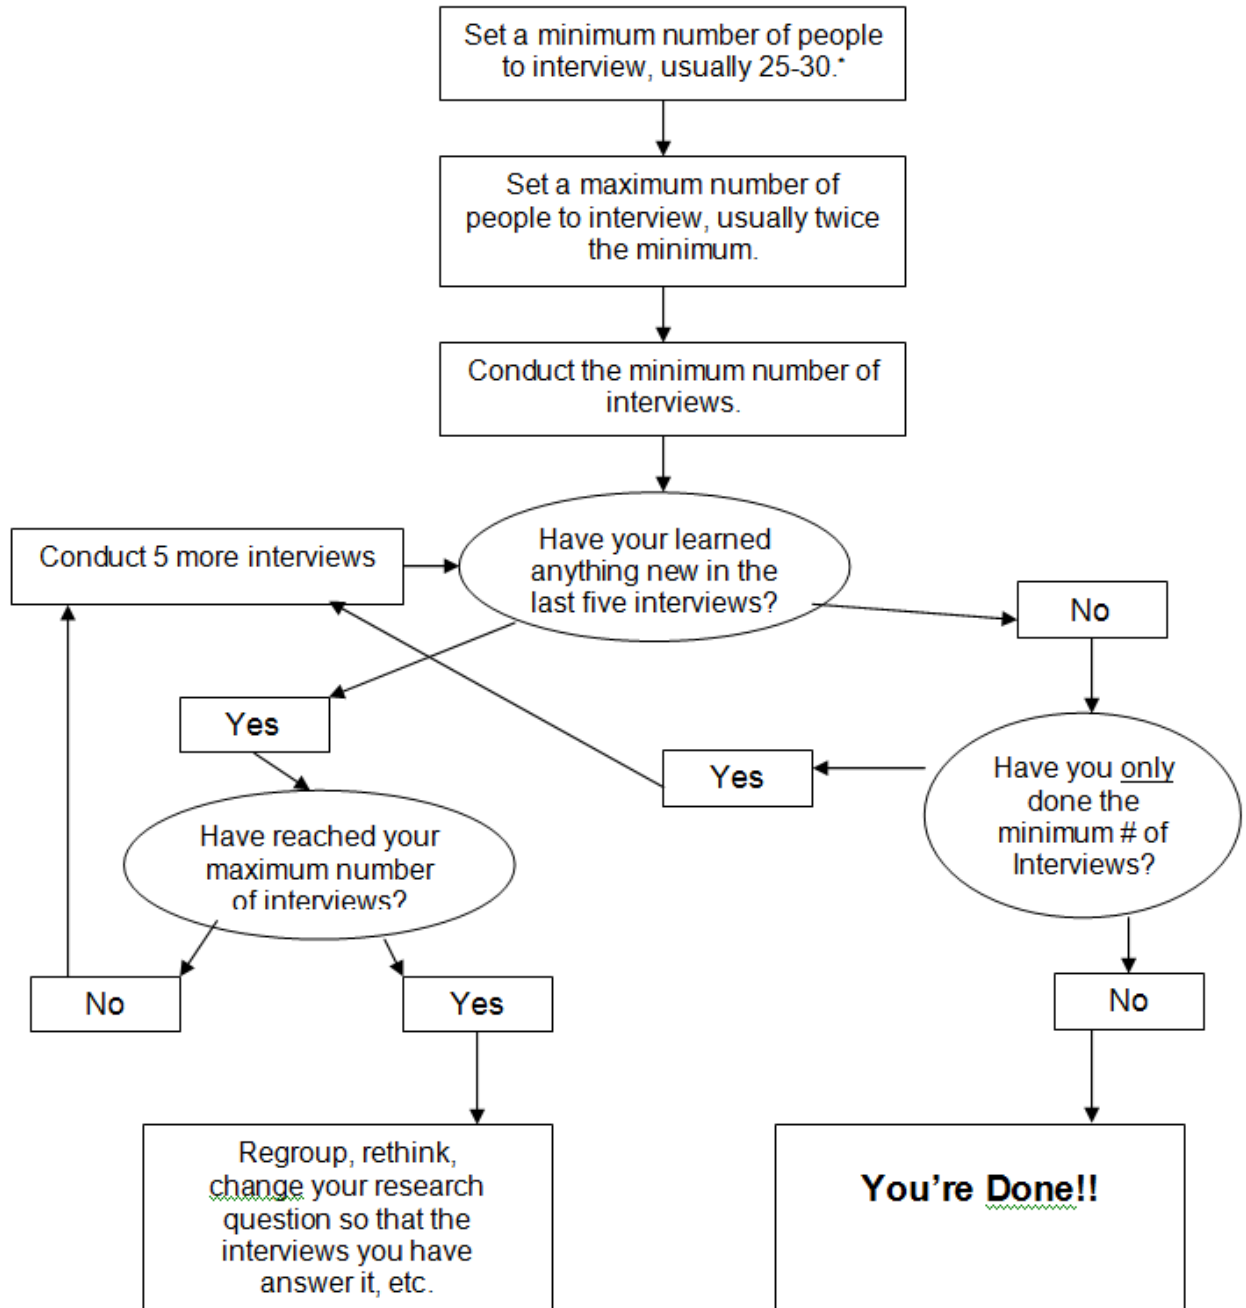 Set a minimum number of people
to interview, usually 25-30.*
Set a maximum number of
people to interview, usually twice
the minimum.
Conduct the minimum number of
interviews.
Conduct 5 more interviews
Have your learned
anything new in the
last five interviews?
No
Yes
Yes
Have you only
done the
minimum # of
Interviews?
Have reached your
maximum number
of interviews?
No
Yes
No
Regroup, rethink,
change your research
question so that the
interviews you have
answer it, etc.
You're Done!!